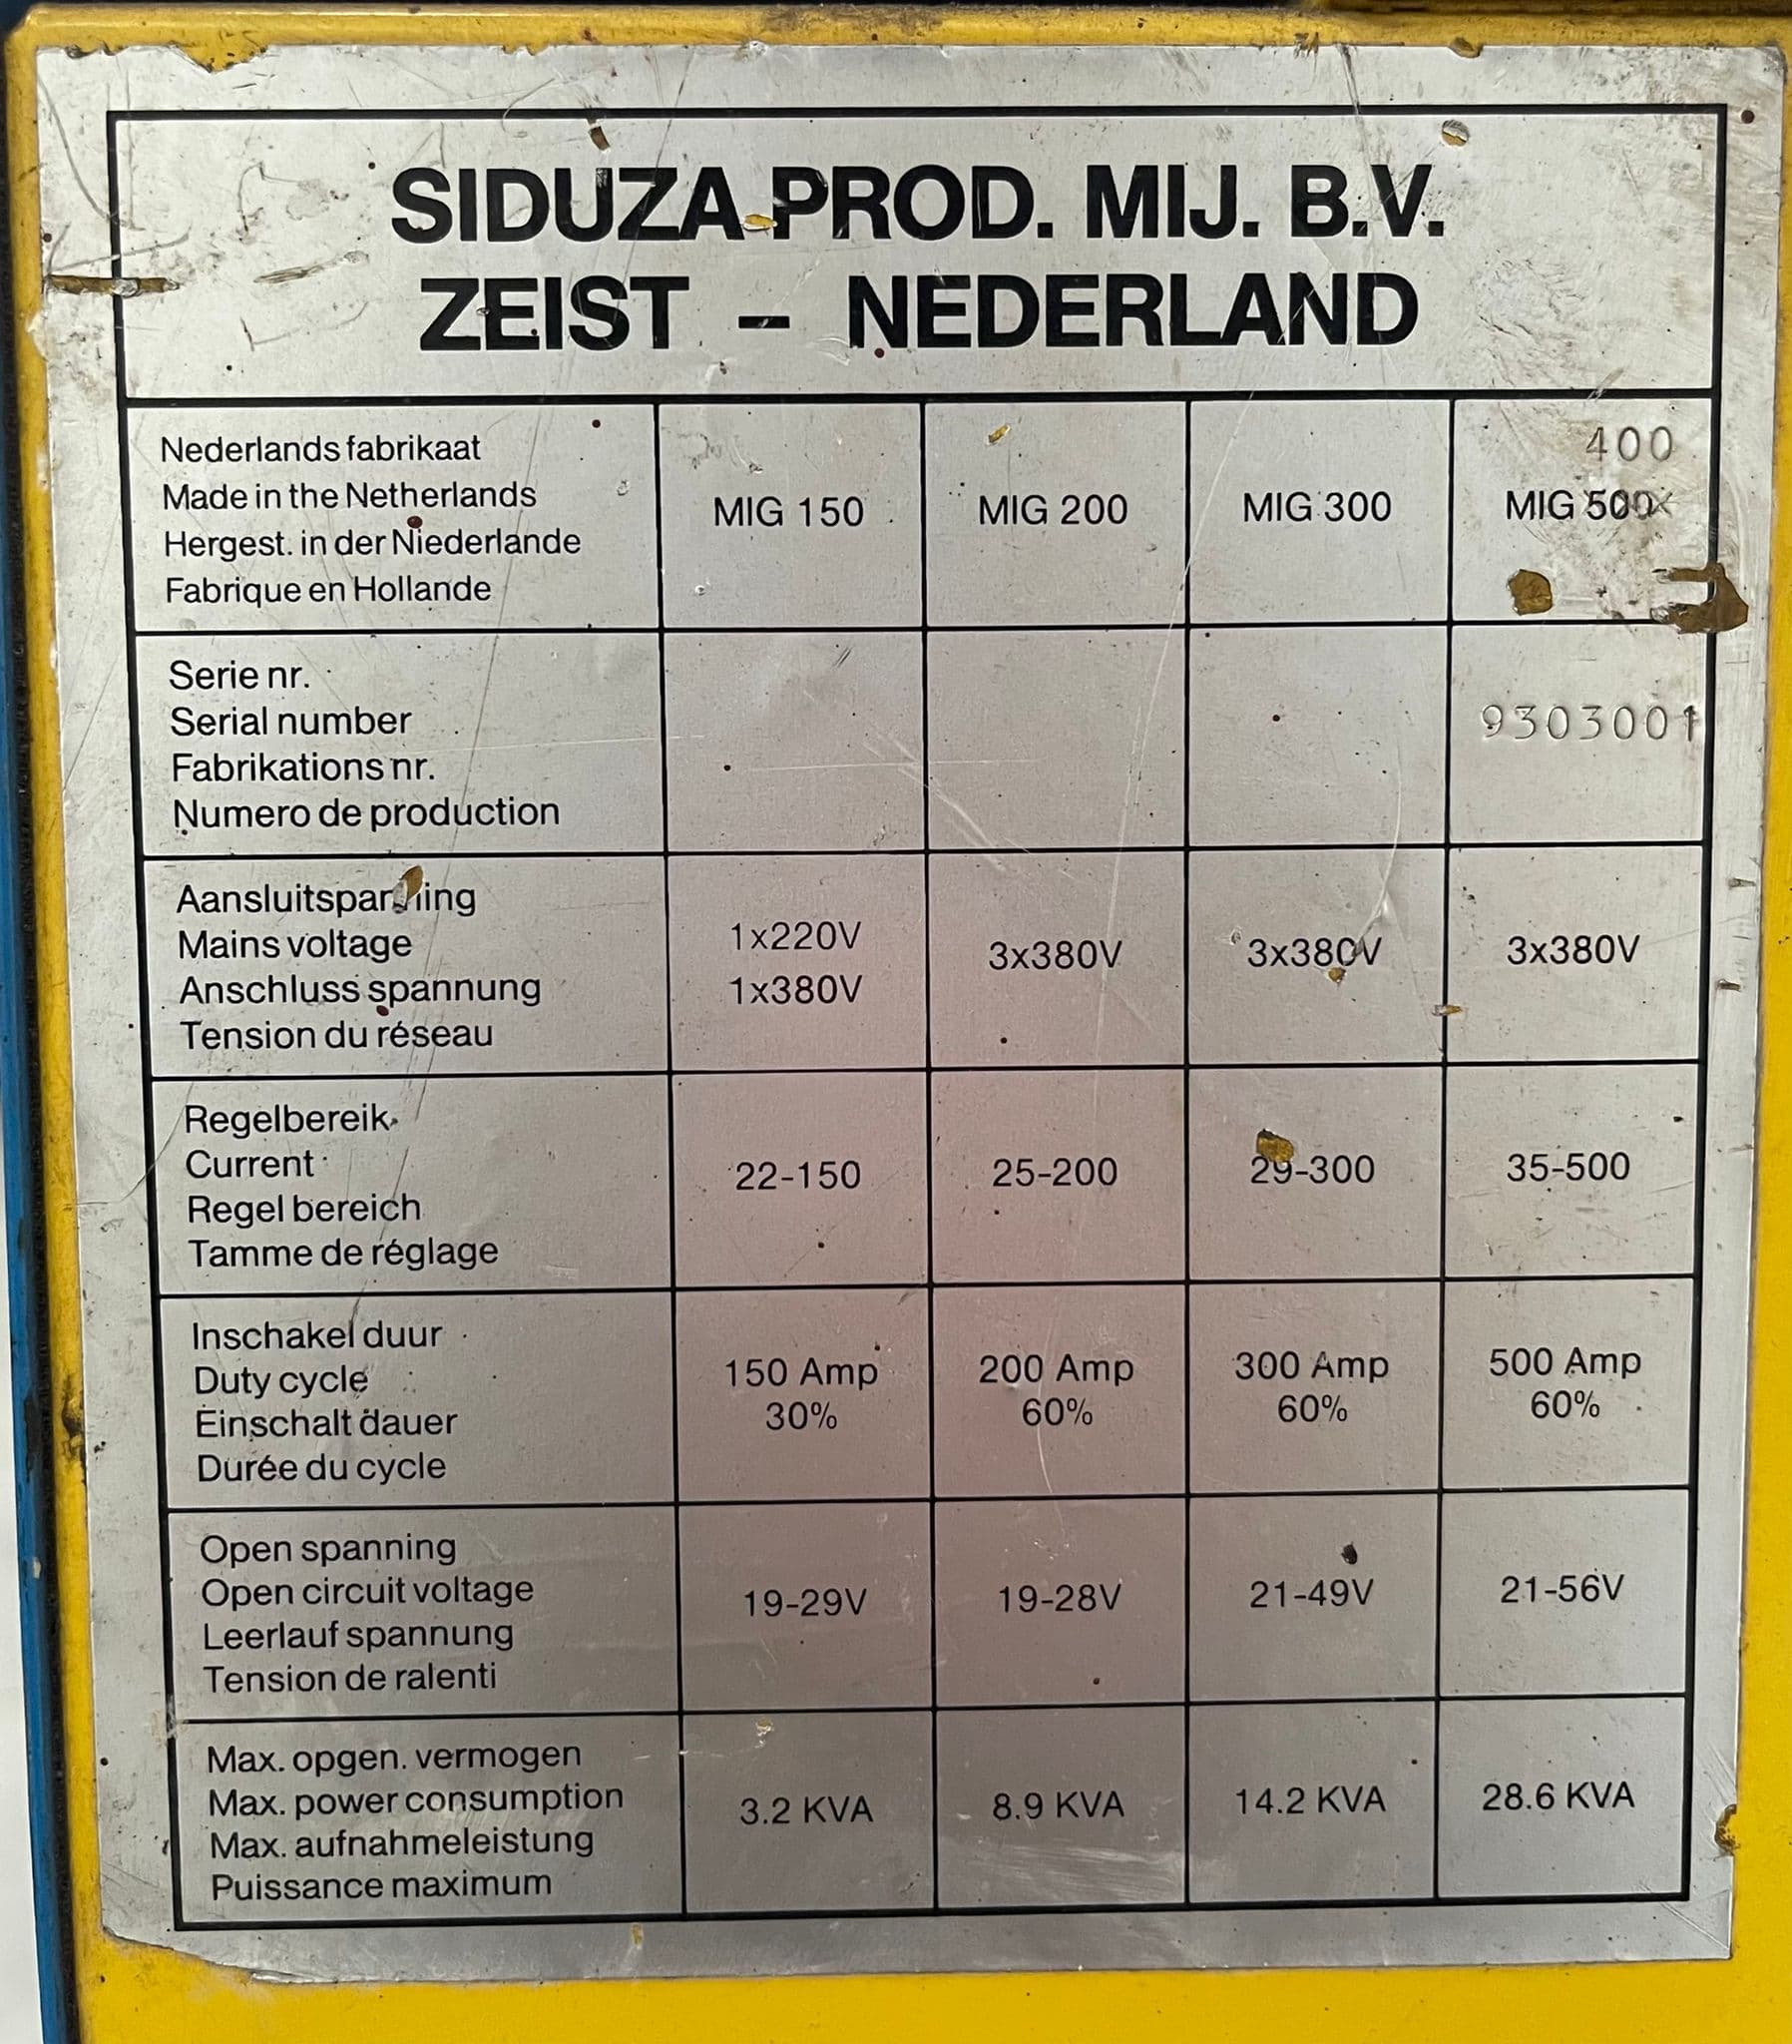 SIDUZA PROD. MIJ. B.V.
ZEIST – NEDERLAND
Nederlands fabrikaat
Made in the Netherlands
Hergest. in der Niederlande
Fabrique en Hollande
MIG 150
MIG 200
MIG 300
400
MIG 500
Serie nr.
Serial number
Fabrikations nr.
Numero de production
9303001
Aansluitspanning
Mains voltage
Anschluss spannung
Tension du réseau
1x220V
1x380V
3x380V
3x380V
3x380V
Regelbereik
Current
Regel bereich
Tamme de réglage
22-150
25-200
29-300
35-500
Inschakel duur
Duty cycle
Einschalt dauer
Durée du cycle
150 Amp
30%
200 Amp
60%
300 Amp
60%
500 Amp
60%
Open spanning
Open circuit voltage
Leerlauf spannung
Tension de ralenti
19-29V
19-28V
21-49V
21-56V
Max. opgen. vermogen
Max. power consumption
Max. aufnahmeleistung
Puissance maximum
3.2 KVA
8.9 KVA
14.2 KVA
28.6 KVA